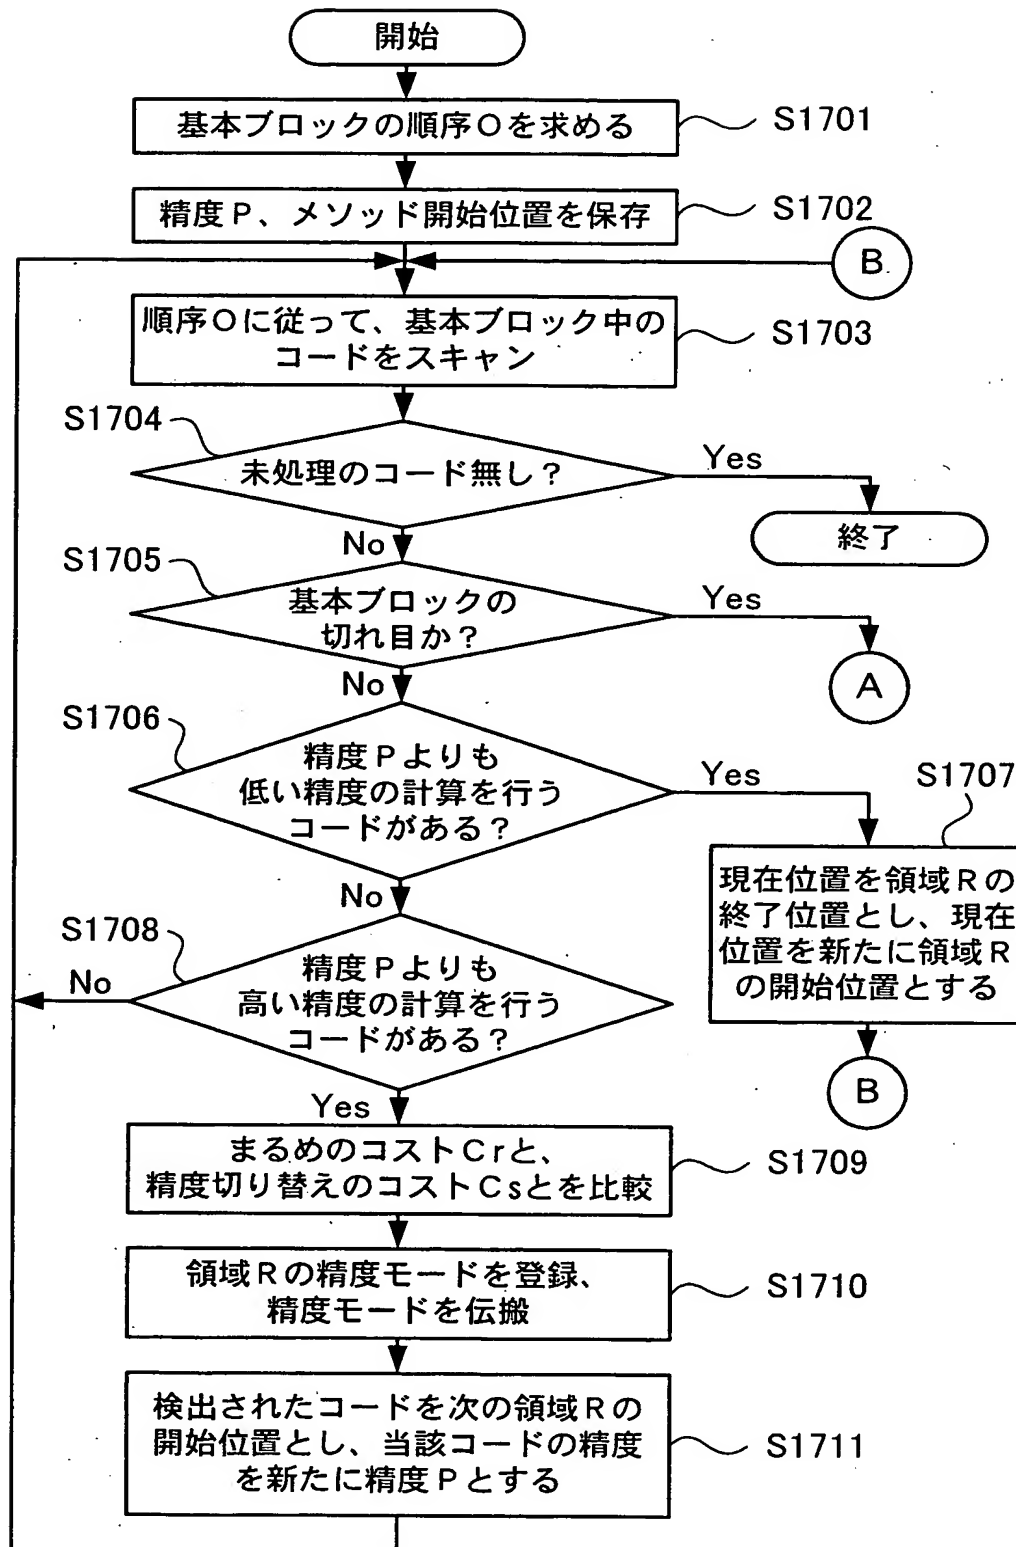 開始
基本ブロックの順序Oを求める
S1701
精度P、メソッド開始位置を保存
S1702
B
順序Oに従って、基本ブロック中の
コードをスキャン
S1703
S1704
未処理のコード無し?
Yes
終了
No
S1705
基本ブロックの
切れ目か?
Yes
A
No
S1706
精度Pよりも
低い精度の計算を行う
コードがある?
Yes
S1707
現在位置を領域Rの
終了位置とし、現在
位置を新たに領域R
の開始位置とする
B
No
S1708
精度Pよりも
高い精度の計算を行う
コードがある?
No
Yes
まるめのコストCrと、
精度切り替えのコストCsとを比較
S1709
領域Rの精度モードを登録、
精度モードを伝搬
S1710
検出されたコードを次の領域Rの
開始位置とし、当該コードの精度
を新たに精度Pとする
S1711